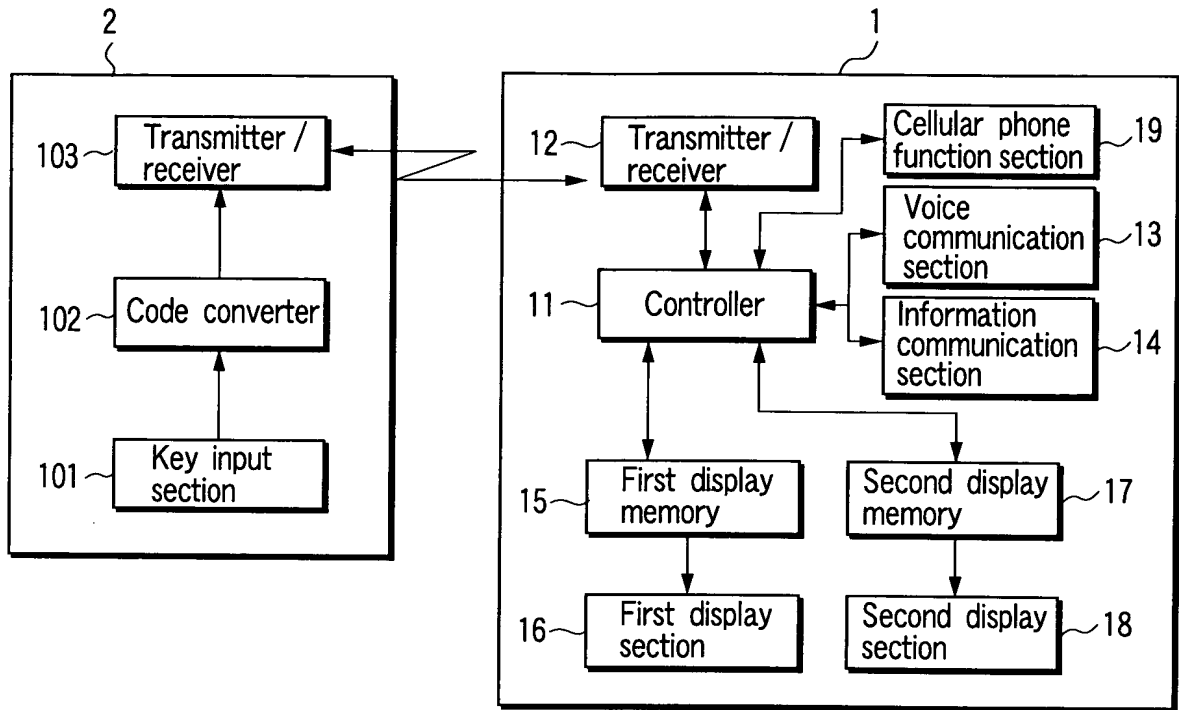 2
1
103
Transmitter /
receiver
12
Transmitter /
receiver
Cellular phone
function section
19
Voice
communication
section
13
102
Code converter
11
Controller
Information
communication
section
14
101
Key input
section
15
First display
memory
Second display
memory
17
16
First display
section
Second display
section
18